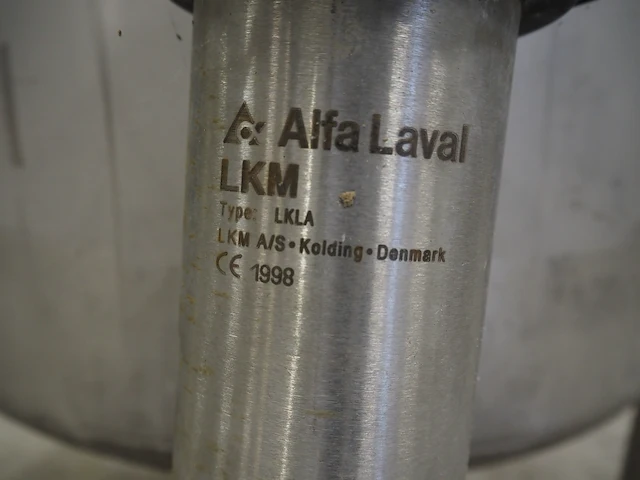 Alfa Laval
LKM
Type: LKLA
LKM A/S • Kolding • Denmark
CE 1998